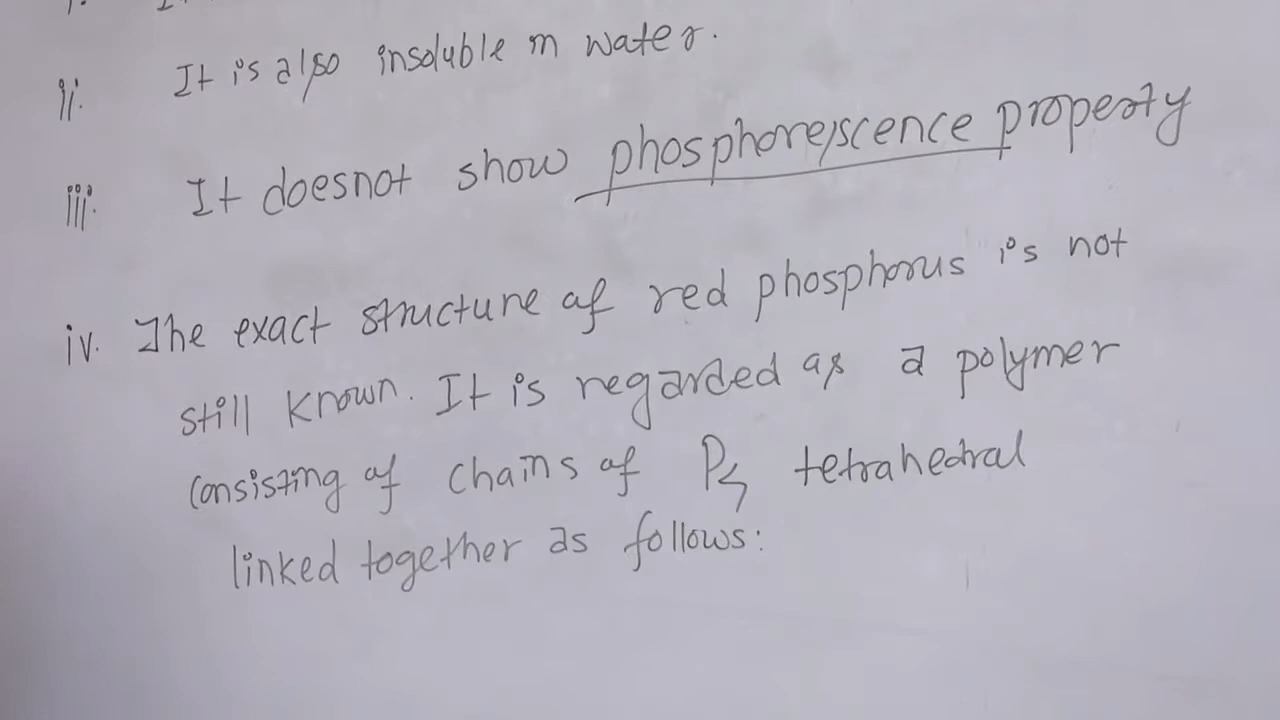 ii. It is also insoluble in water.
iii. It doesnot show phosphorescence property
iv. The exact structure of red phosphorus is not
still known. It is regarded as a polymer
consisting of chains of P4 tetrahedral
linked together as follows: